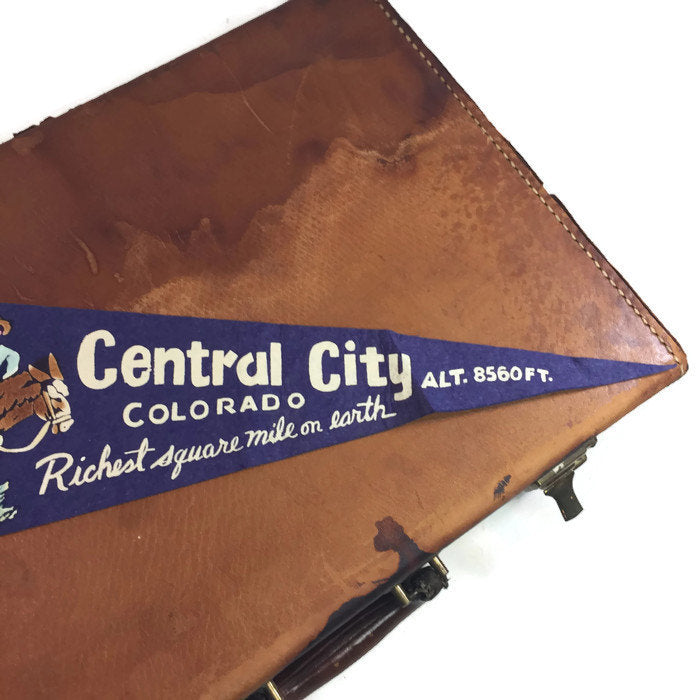 Central City
COLORADO
ALT. 8560 FT.
Richest square mile on earth